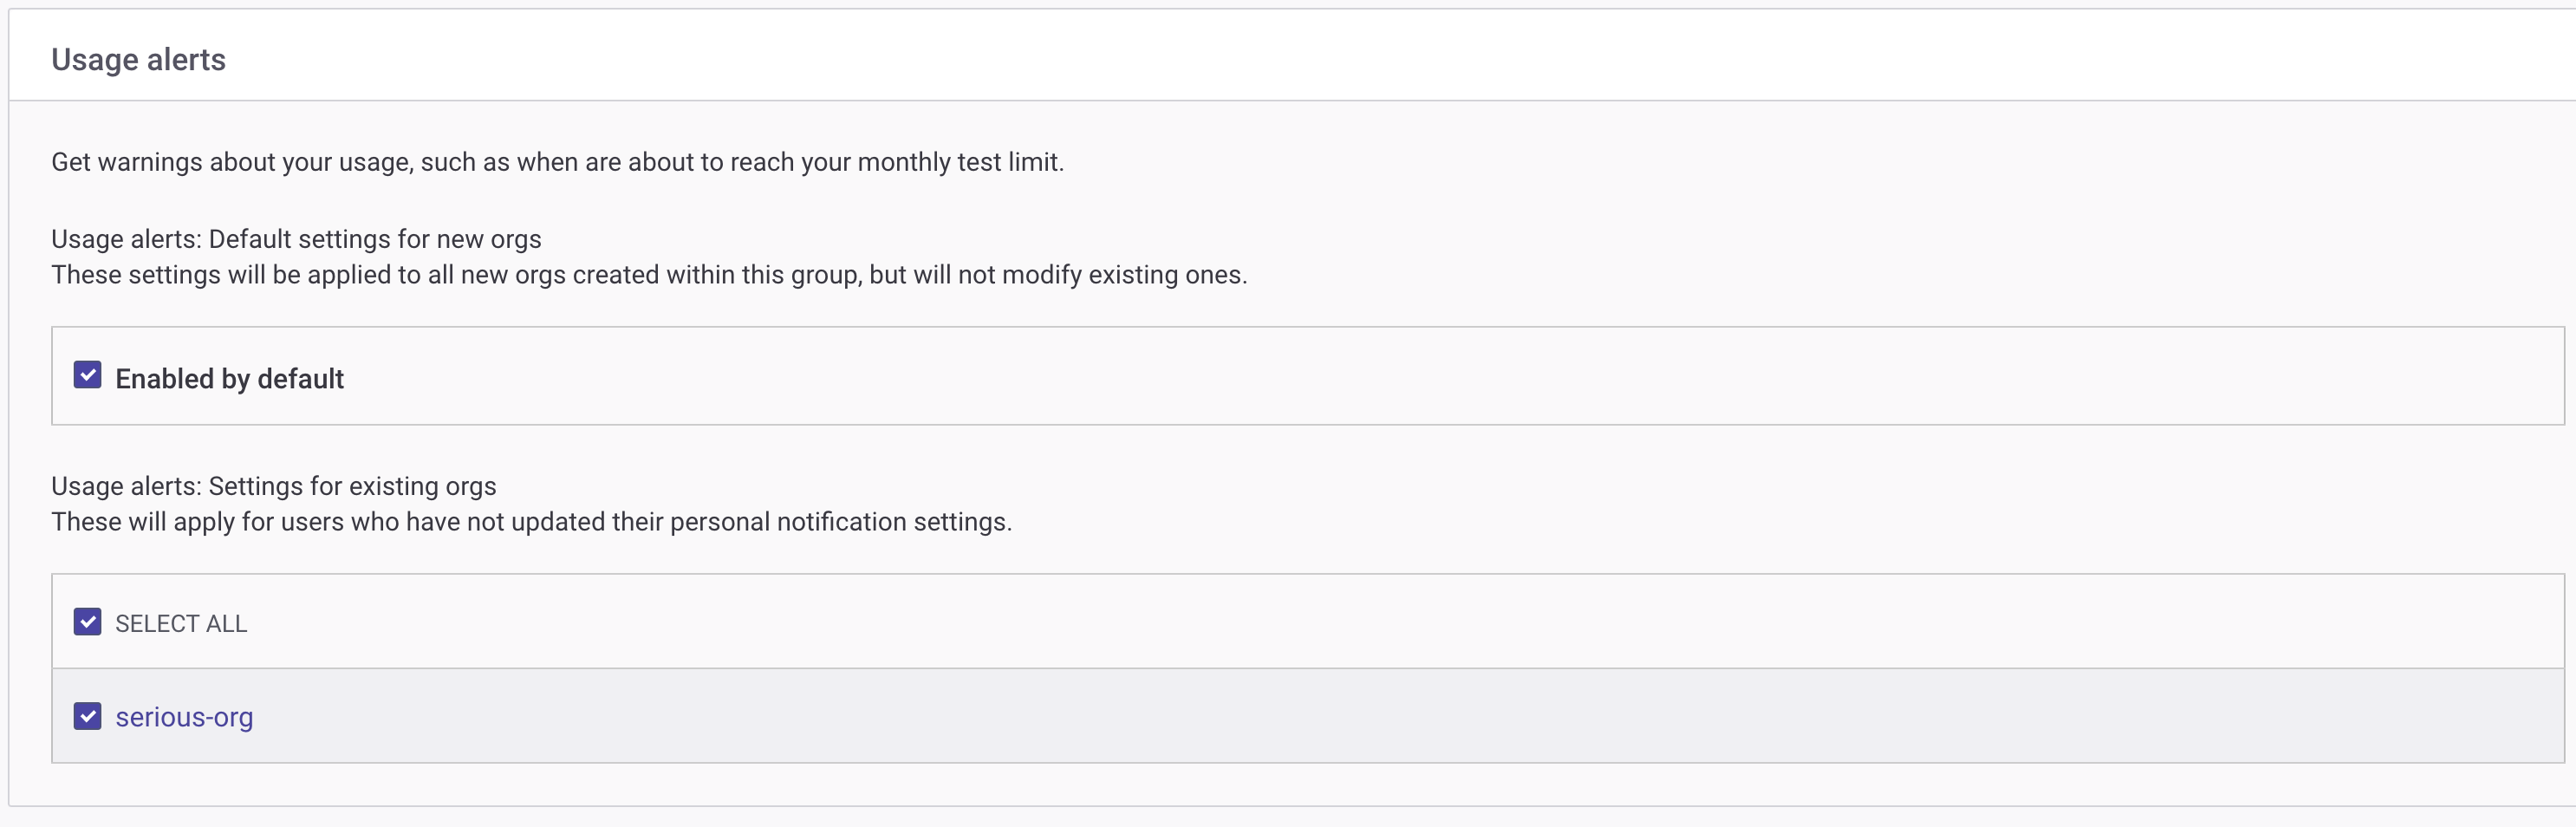 Usage alerts
Get warnings about your usage, such as when are about to reach your monthly test limit.
Usage alerts: Default settings for new orgs
These settings will be applied to all new orgs created within this group, but will not modify existing ones.
Enabled by default
Usage alerts: Settings for existing orgs
These will apply for users who have not updated their personal notification settings.
SELECT ALL
serious-org